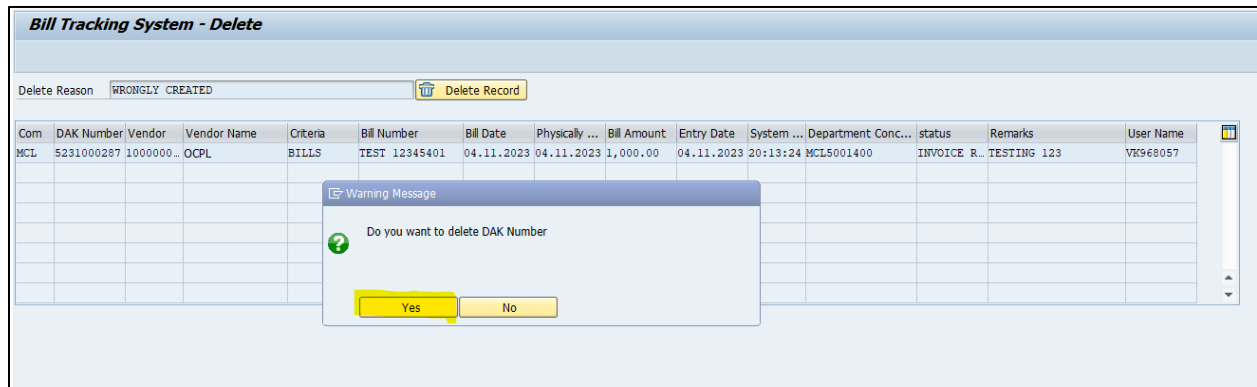 Bill Tracking System - Delete
Delete Reason WRONGLY CREATED Delete Record
Com DAK Number Vendor Vendor Name Criteria Bill Number Bill Date Physically ... Bill Amount Entry Date System ... Department Conc... status Remarks User Name
MCL 5231000287 1000000... OCPL BILLS TEST 12345401 04.11.2023 04.11.2023 1,000.00 04.11.2023 20:13:24 MCL5001400 INVOICE R... TESTING 123 VK968057
Warning Message
Do you want to delete DAK Number
Yes No